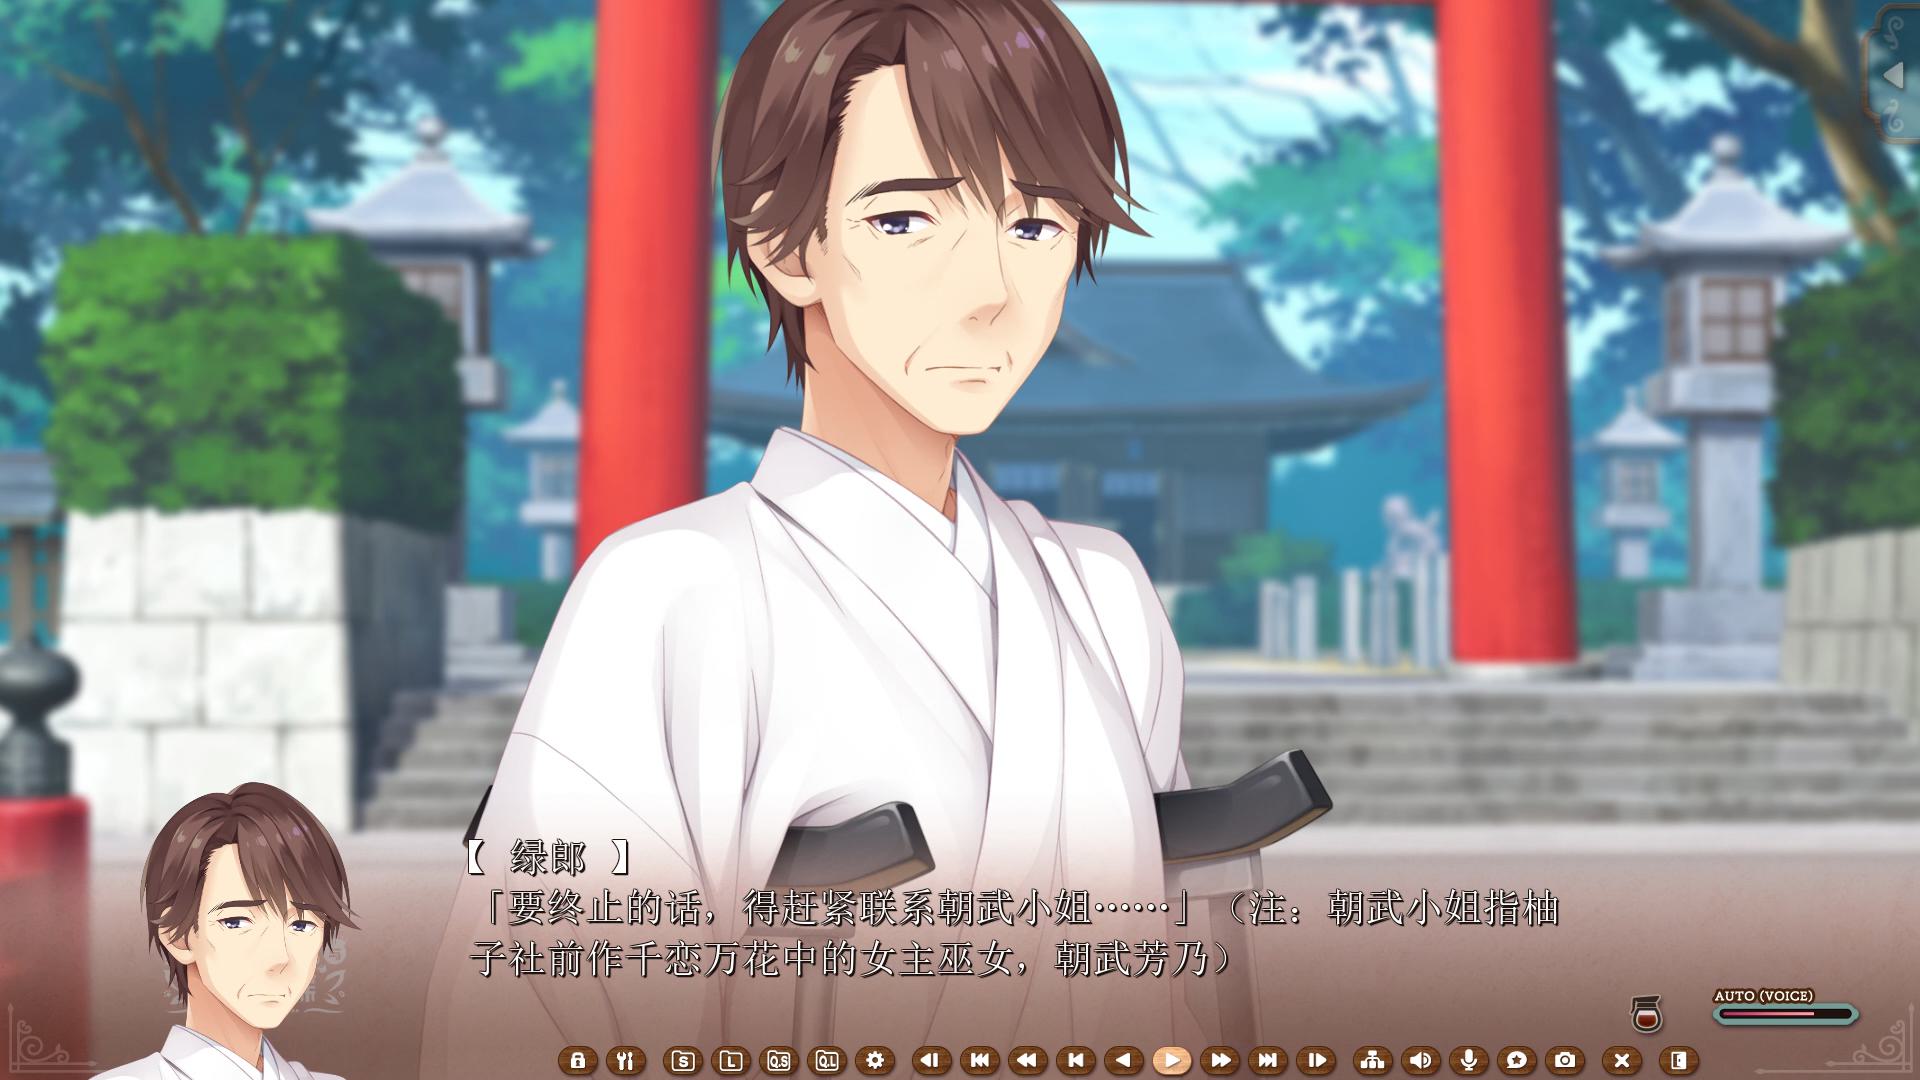 【 绿郎 】
「要终止的话，得赶紧联系朝武小姐……」（注：朝武小姐指柚
子社前作千恋万花中的女主巫女，朝武芳乃）
AUTO (VOICE)
S L Q.S Q.L